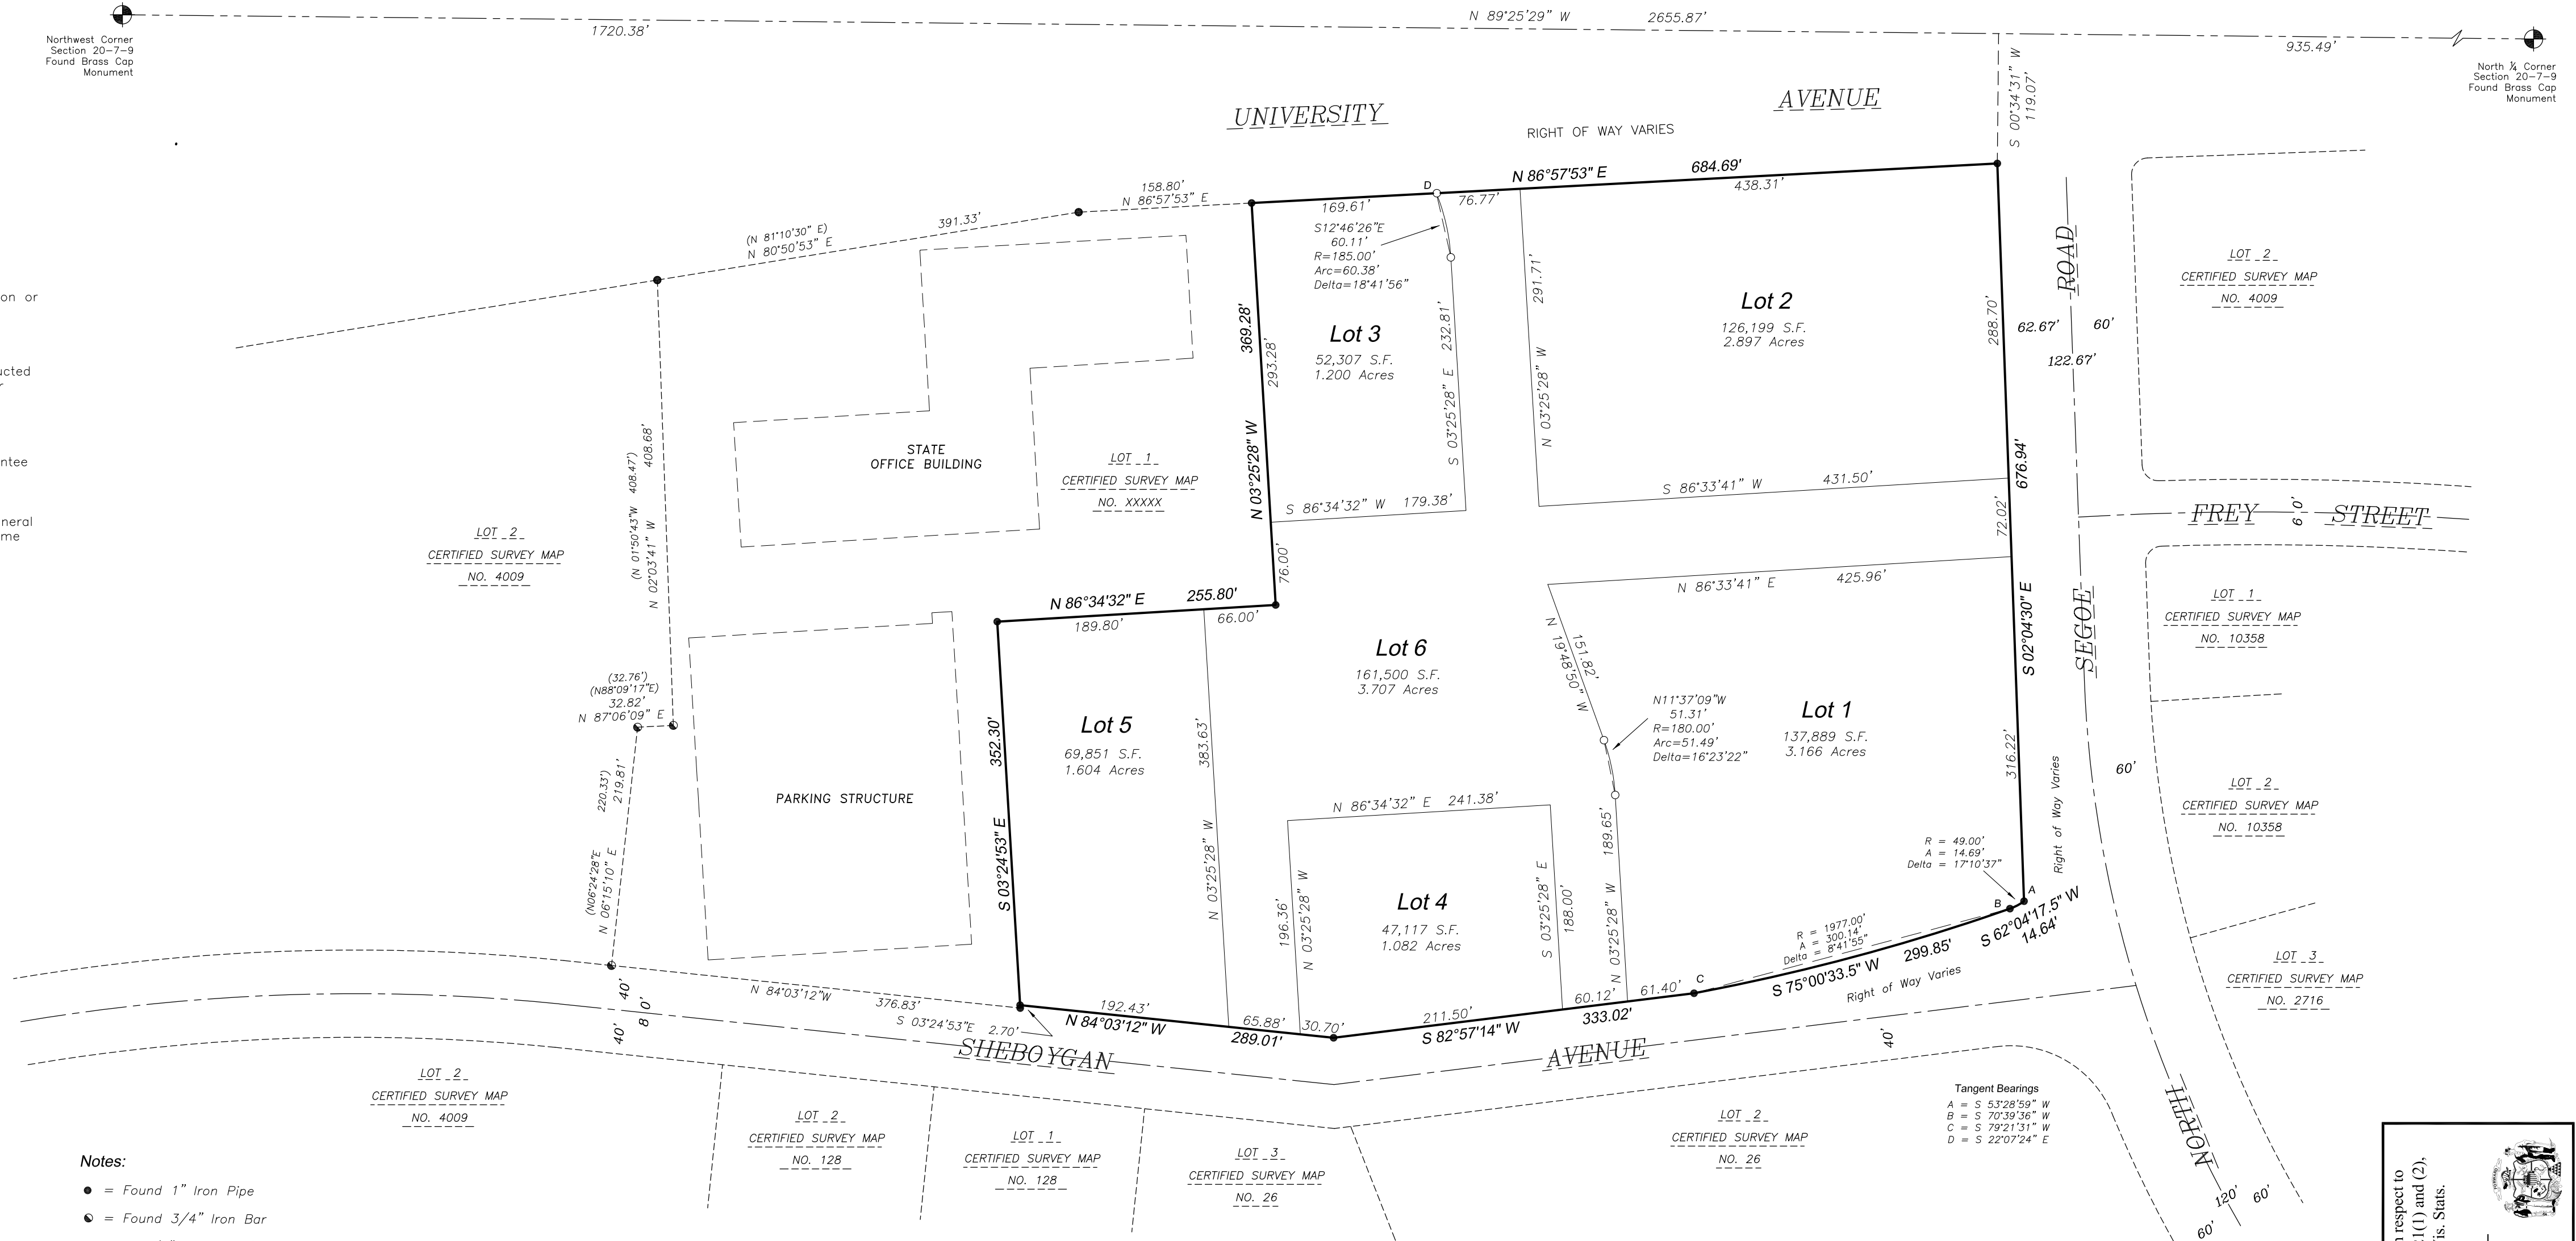 N 89°25'29" W 2655.87'
1720.38'
935.49'
Northwest Corner
Section 20-7-9
Found Brass Cap
Monument
North ¼ Corner
Section 20-7-9
Found Brass Cap
Monument
S 00°34'31" W
119.07'
UNIVERSITY AVENUE
RIGHT OF WAY VARIES
158.80'
N 86°57'53" E
391.33'
(N 81°10'30" E)
N 80°50'53" E
D
N 86°57'53" E 684.69'
169.61'
76.77'
438.31'
S12°46'26"E
60.11'
R=185.00'
Arc=60.38'
Delta=18°41'56"
369.28'
293.28'
N 03°25'28" W
S 03°25'28" E 232.81'
N 03°25'28" W 291.71'
Lot 3
52,307 S.F.
1.200 Acres
Lot 2
126,199 S.F.
2.897 Acres
288.70'
62.67' 60'
122.67'
ROAD
LOT 2
CERTIFIED SURVEY MAP
NO. 4009
on or
ucted
r
ntee
neral
me
STATE
OFFICE BUILDING
LOT 1
CERTIFIED SURVEY MAP
NO. XXXXX
(N 01°50'43"W 408.47')
N 02°03'41" W 408.68'
LOT 2
CERTIFIED SURVEY MAP
NO. 4009
S 86°34'32" W 179.38'
S 86°33'41" W 431.50'
676.94'
72.02'
76.00'
FREY STREET
60'
N 86°33'41" E 425.96'
N 86°34'32" E 255.80'
189.80'
66.00'
S 02°04'30" E
SEGOE
LOT 1
CERTIFIED SURVEY MAP
NO. 10358
151.82'
N 19°48'50" W
Lot 6
161,500 S.F.
3.707 Acres
N11°37'09"W
51.31'
R=180.00'
Arc=51.49'
Delta=16°23'22"
Lot 1
137,889 S.F.
3.166 Acres
316.22'
Right of Way Varies
60'
(32.76')
(N88°09'17"E)
32.82'
N 87°06'09" E
Lot 5
69,851 S.F.
1.604 Acres
352.30'
S 03°24'53" E
383.63'
N 03°25'28" W
PARKING STRUCTURE
220.33')
219.81'
(N06°24'28"E
N 06°15'10" E
LOT 2
CERTIFIED SURVEY MAP
NO. 10358
N 86°34'32" E 241.38'
189.65'
N 03°25'28" W
R = 49.00'
A = 14.69'
Delta = 17°10'37"
A
B
S 62°04'17.5" W
14.64'
196.36'
N 03°25'28" W
Lot 4
47,117 S.F.
1.082 Acres
S 03°25'28" E
188.00'
R = 1977.00'
A = 300.14'
Delta = 8°41'55"
S 75°00'33.5" W 299.85'
Right of Way Varies
C
LOT 3
CERTIFIED SURVEY MAP
NO. 2716
N 84°03'12"W 376.83'
S 03°24'53"E 2.70'
40'
80'
40'
192.43'
N 84°03'12" W
289.01'
65.88'
30.70'
211.50'
S 82°57'14" W
60.12'
61.40'
333.02'
SHEBOYGAN AVENUE
40'
LOT 2
CERTIFIED SURVEY MAP
NO. 4009
LOT 2
CERTIFIED SURVEY MAP
NO. 128
LOT 1
CERTIFIED SURVEY MAP
NO. 128
LOT 3
CERTIFIED SURVEY MAP
NO. 26
LOT 2
CERTIFIED SURVEY MAP
NO. 26
Tangent Bearings
A = S 53°28'59" W
B = S 70°39'36" W
C = S 79°21'31" W
D = S 22°07'24" E
NORTH
120'
60'
60'
Notes:
= Found 1" Iron Pipe
= Found 3/4" Iron Bar
n respect to
1(1) and (2),
is. Stats.